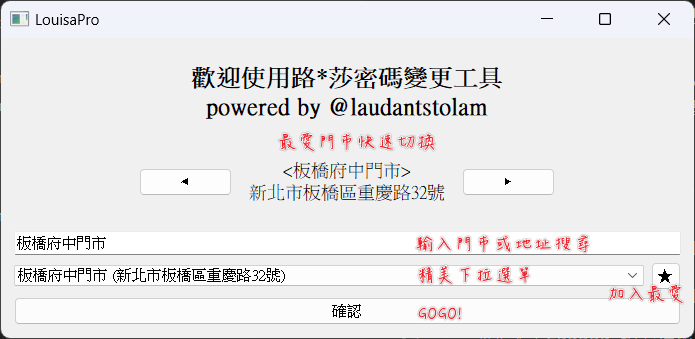 LouisaPro
歡迎使用路*莎密碼變更工具
powered by @laudantstolam
最愛門市快速切換
<板橋府中門市>
新北市板橋區重慶路32號
板橋府中門市
輸入門市或地址搜尋
板橋府中門市 (新北市板橋區重慶路32號)
精美下拉選單
加入最愛
確認
GOGO!